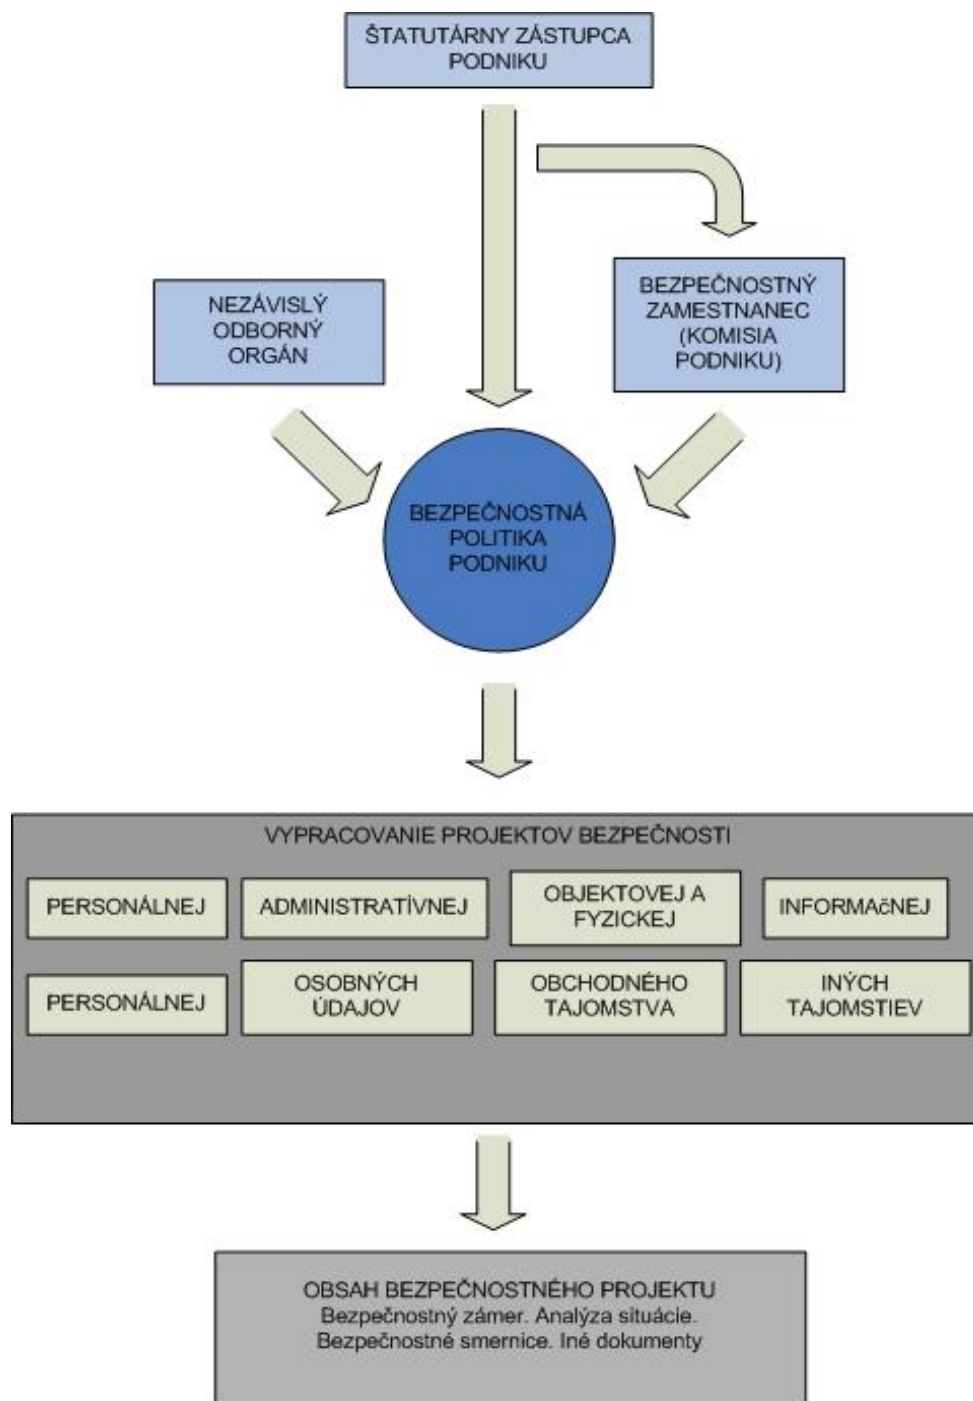 ŠTATUTÁRNY ZÁSTUPCA
PODNIKU
NEZÁVISLÝ
ODBORNÝ
ORGÁN
BEZPEČNOSTNÝ
ZAMESTNANEC
(KOMISIA
PODNIKU)
BEZPEČNOSTNÁ
POLITIKA
PODNIKU
VYPRACOVANIE PROJEKTOV BEZPEČNOSTI
PERSONÁLNEJ
ADMINISTRATÍVNEJ
OBJEKTOVEJ A
FYZICKEJ
INFORMAčNEJ
PERSONÁLNEJ
OSOBNÝCH
ÚDAJOV
OBCHODNÉHO
TAJOMSTVA
INÝCH
TAJOMSTIEV
OBSAH BEZPEČNOSTNÉHO PROJEKTU
Bezpečnostný zámer. Analýza situácie.
Bezpečnostné smernice. Iné dokumenty